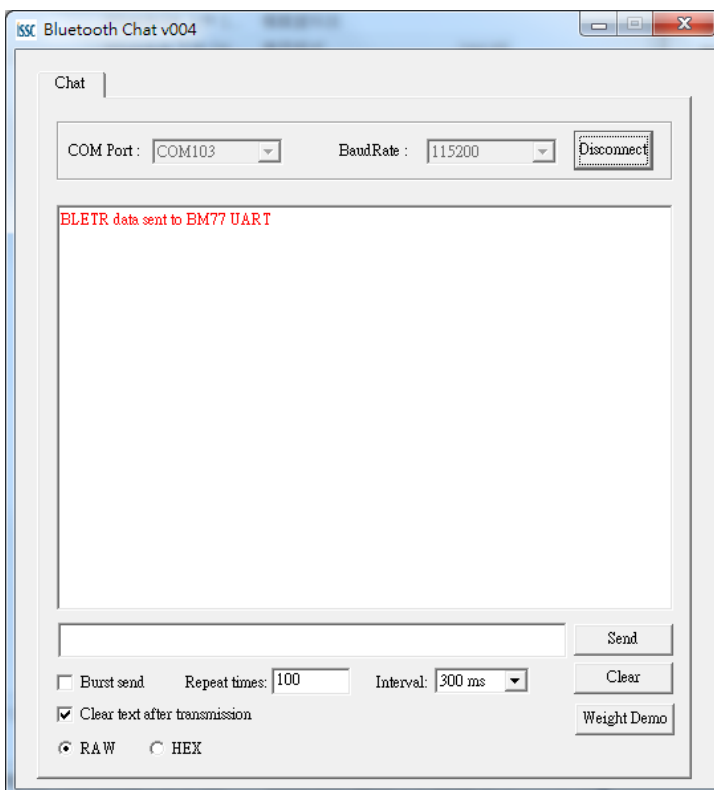 ISSC Bluetooth Chat v004
Chat
COM Port : COM103 BaudRate : 115200 Disconnect
BLETR data sent to BM77 UART
Send
Burst send Repeat times: 100 Interval: 300 ms Clear
Clear text after transmission Weight Demo
RAW HEX